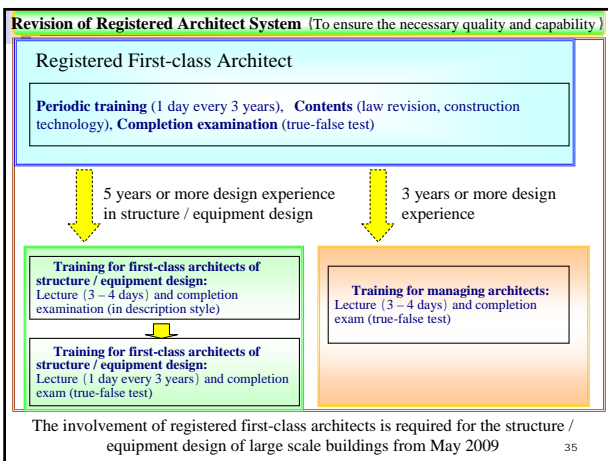 Revision of Registered Architect System (To ensure the necessary quality and capability)
Registered First-class Architect
Periodic training (1 day every 3 years), Contents (law revision, construction
technology), Completion examination (true-false test)
5 years or more design experience
in structure / equipment design
3 years or more design
experience
Training for first-class architects of
structure / equipment design:
Lecture (3 – 4 days) and completion
examination (in description style)
Training for first-class architects of
structure / equipment design:
Lecture (1 day every 3 years) and completion
exam (true-false test)
Training for managing architects:
Lecture (3 – 4 days) and completion
exam (true-false test)
The involvement of registered first-class architects is required for the structure /
equipment design of large scale buildings from May 2009
35